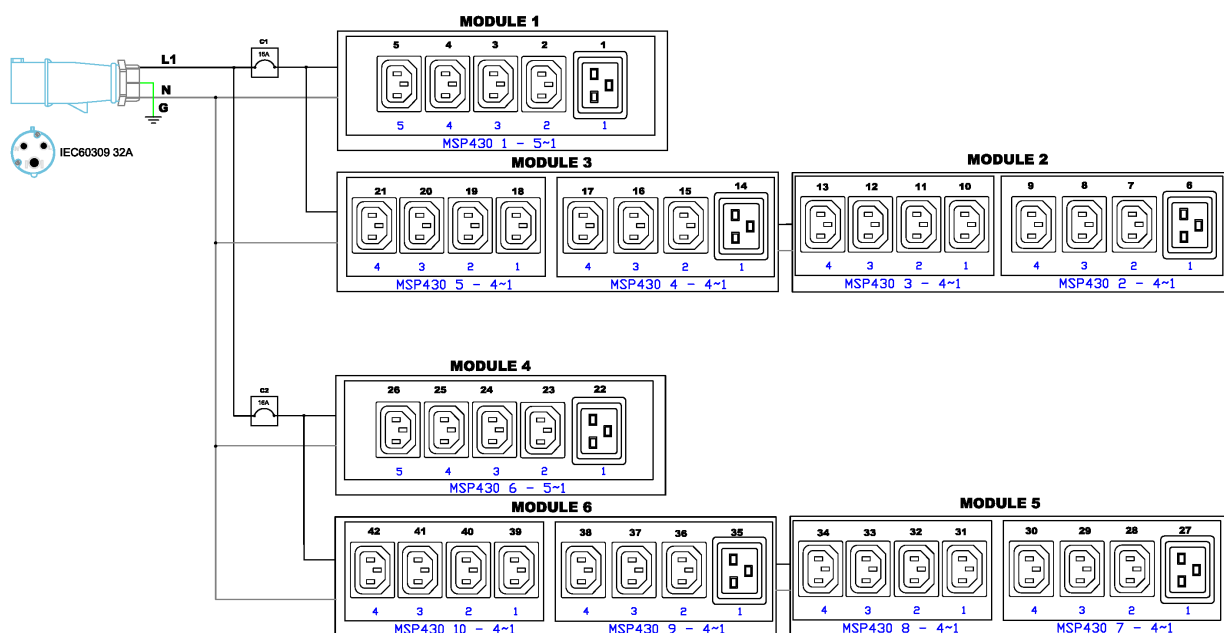 MODULE 1
C1
16A
L1
N
G
IEC60309 32A
5 4 3 2 1
5 4 3 2 1
MSP430 1 - 5~1
MODULE 3
21 20 19 18 17 16 15 14
4 3 2 1 4 3 2 1
MSP430 5 - 4~1 MSP430 4 - 4~1
MODULE 2
13 12 11 10 9 8 7 6
4 3 2 1 4 3 2 1
MSP430 3 - 4~1 MSP430 2 - 4~1
MODULE 4
C2
16A
26 25 24 23 22
5 4 3 2 1
MSP430 6 - 5~1
MODULE 6
42 41 40 39 38 37 36 35
4 3 2 1 4 3 2 1
MSP430 10 - 4~1 MSP430 9 - 4~1
MODULE 5
34 33 32 31 30 29 28 27
4 3 2 1 4 3 2 1
MSP430 8 - 4~1 MSP430 7 - 4~1